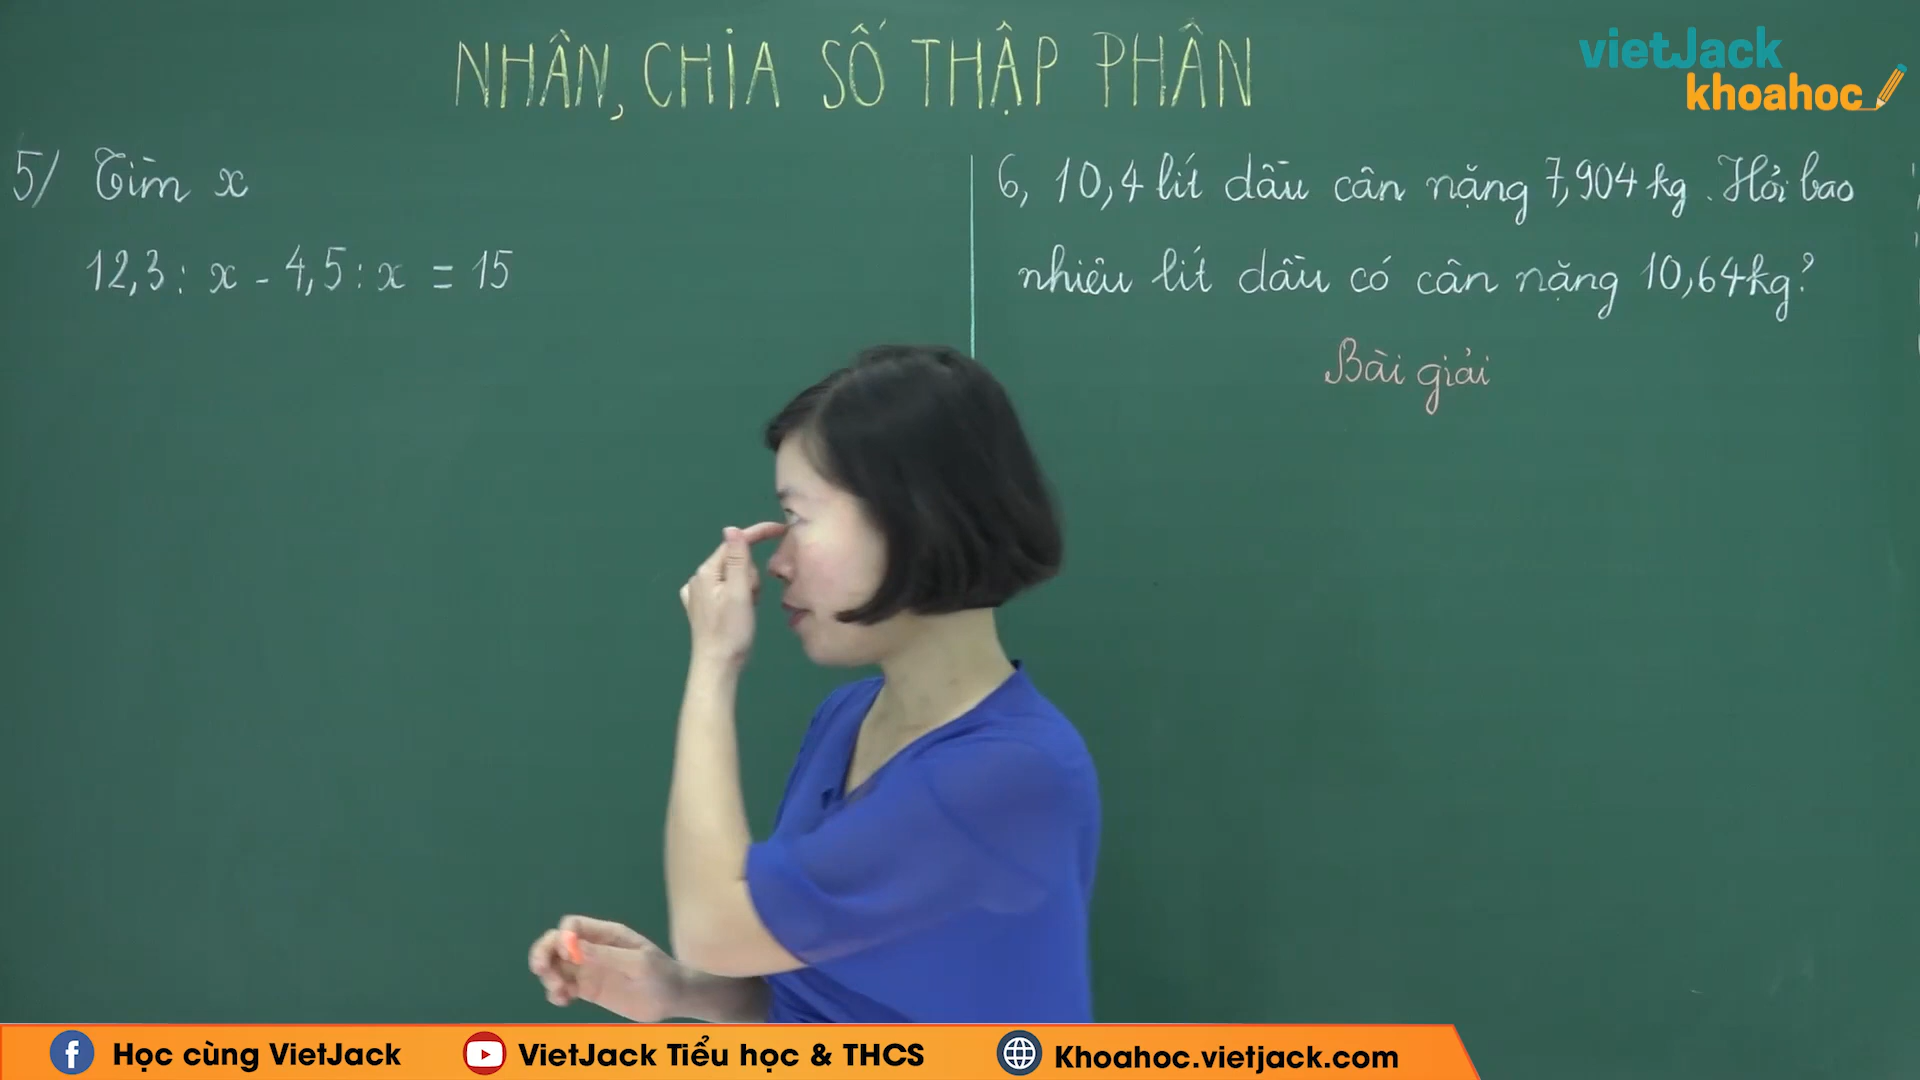 NHÂN, CHIA SỐ THẬP PHÂN
vietJack
khoahoc
5/ Tìm x
12,3 : x - 4,5 : x = 15
6, 10,4 lít dầu cân nặng 7,904 kg. Hỏi bao
nhiêu lít dầu có cân nặng 10,64kg?
Bài giải
Học cùng VietJack
VietJack Tiểu học & THCS
Khoahoc.vietjack.com